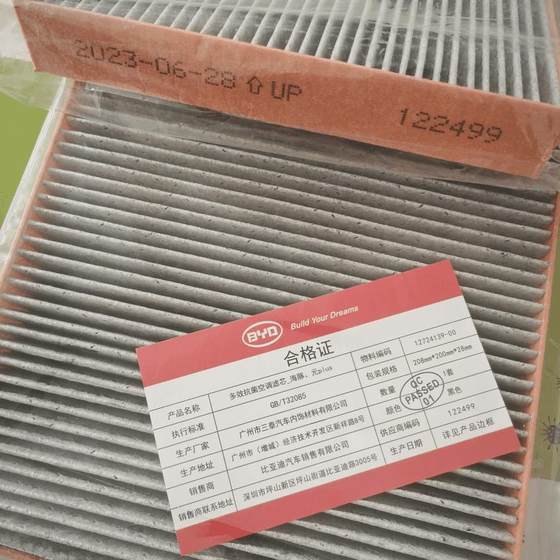 2023-06-28 UP
122499
BYD Build Your Dreams
合格证
产品名称 多效抗菌空调滤芯_海豚、元plus 物料编码 12724139-00
执行标准 GB/T32085 包装规格 208mm*200mm*28mm
生产厂家 广州市三泰汽车内饰材料有限公司 数量 套
生产地址 广州市(增城)经济技术开发区新祥路8号 颜色 黑色
销售商 比亚迪汽车销售有限公司 供应商编码 122499
销售商联系地址 深圳市坪山新区坪山街道比亚迪路3005号 生产日期 详见产品边框
QC
PASSED
01